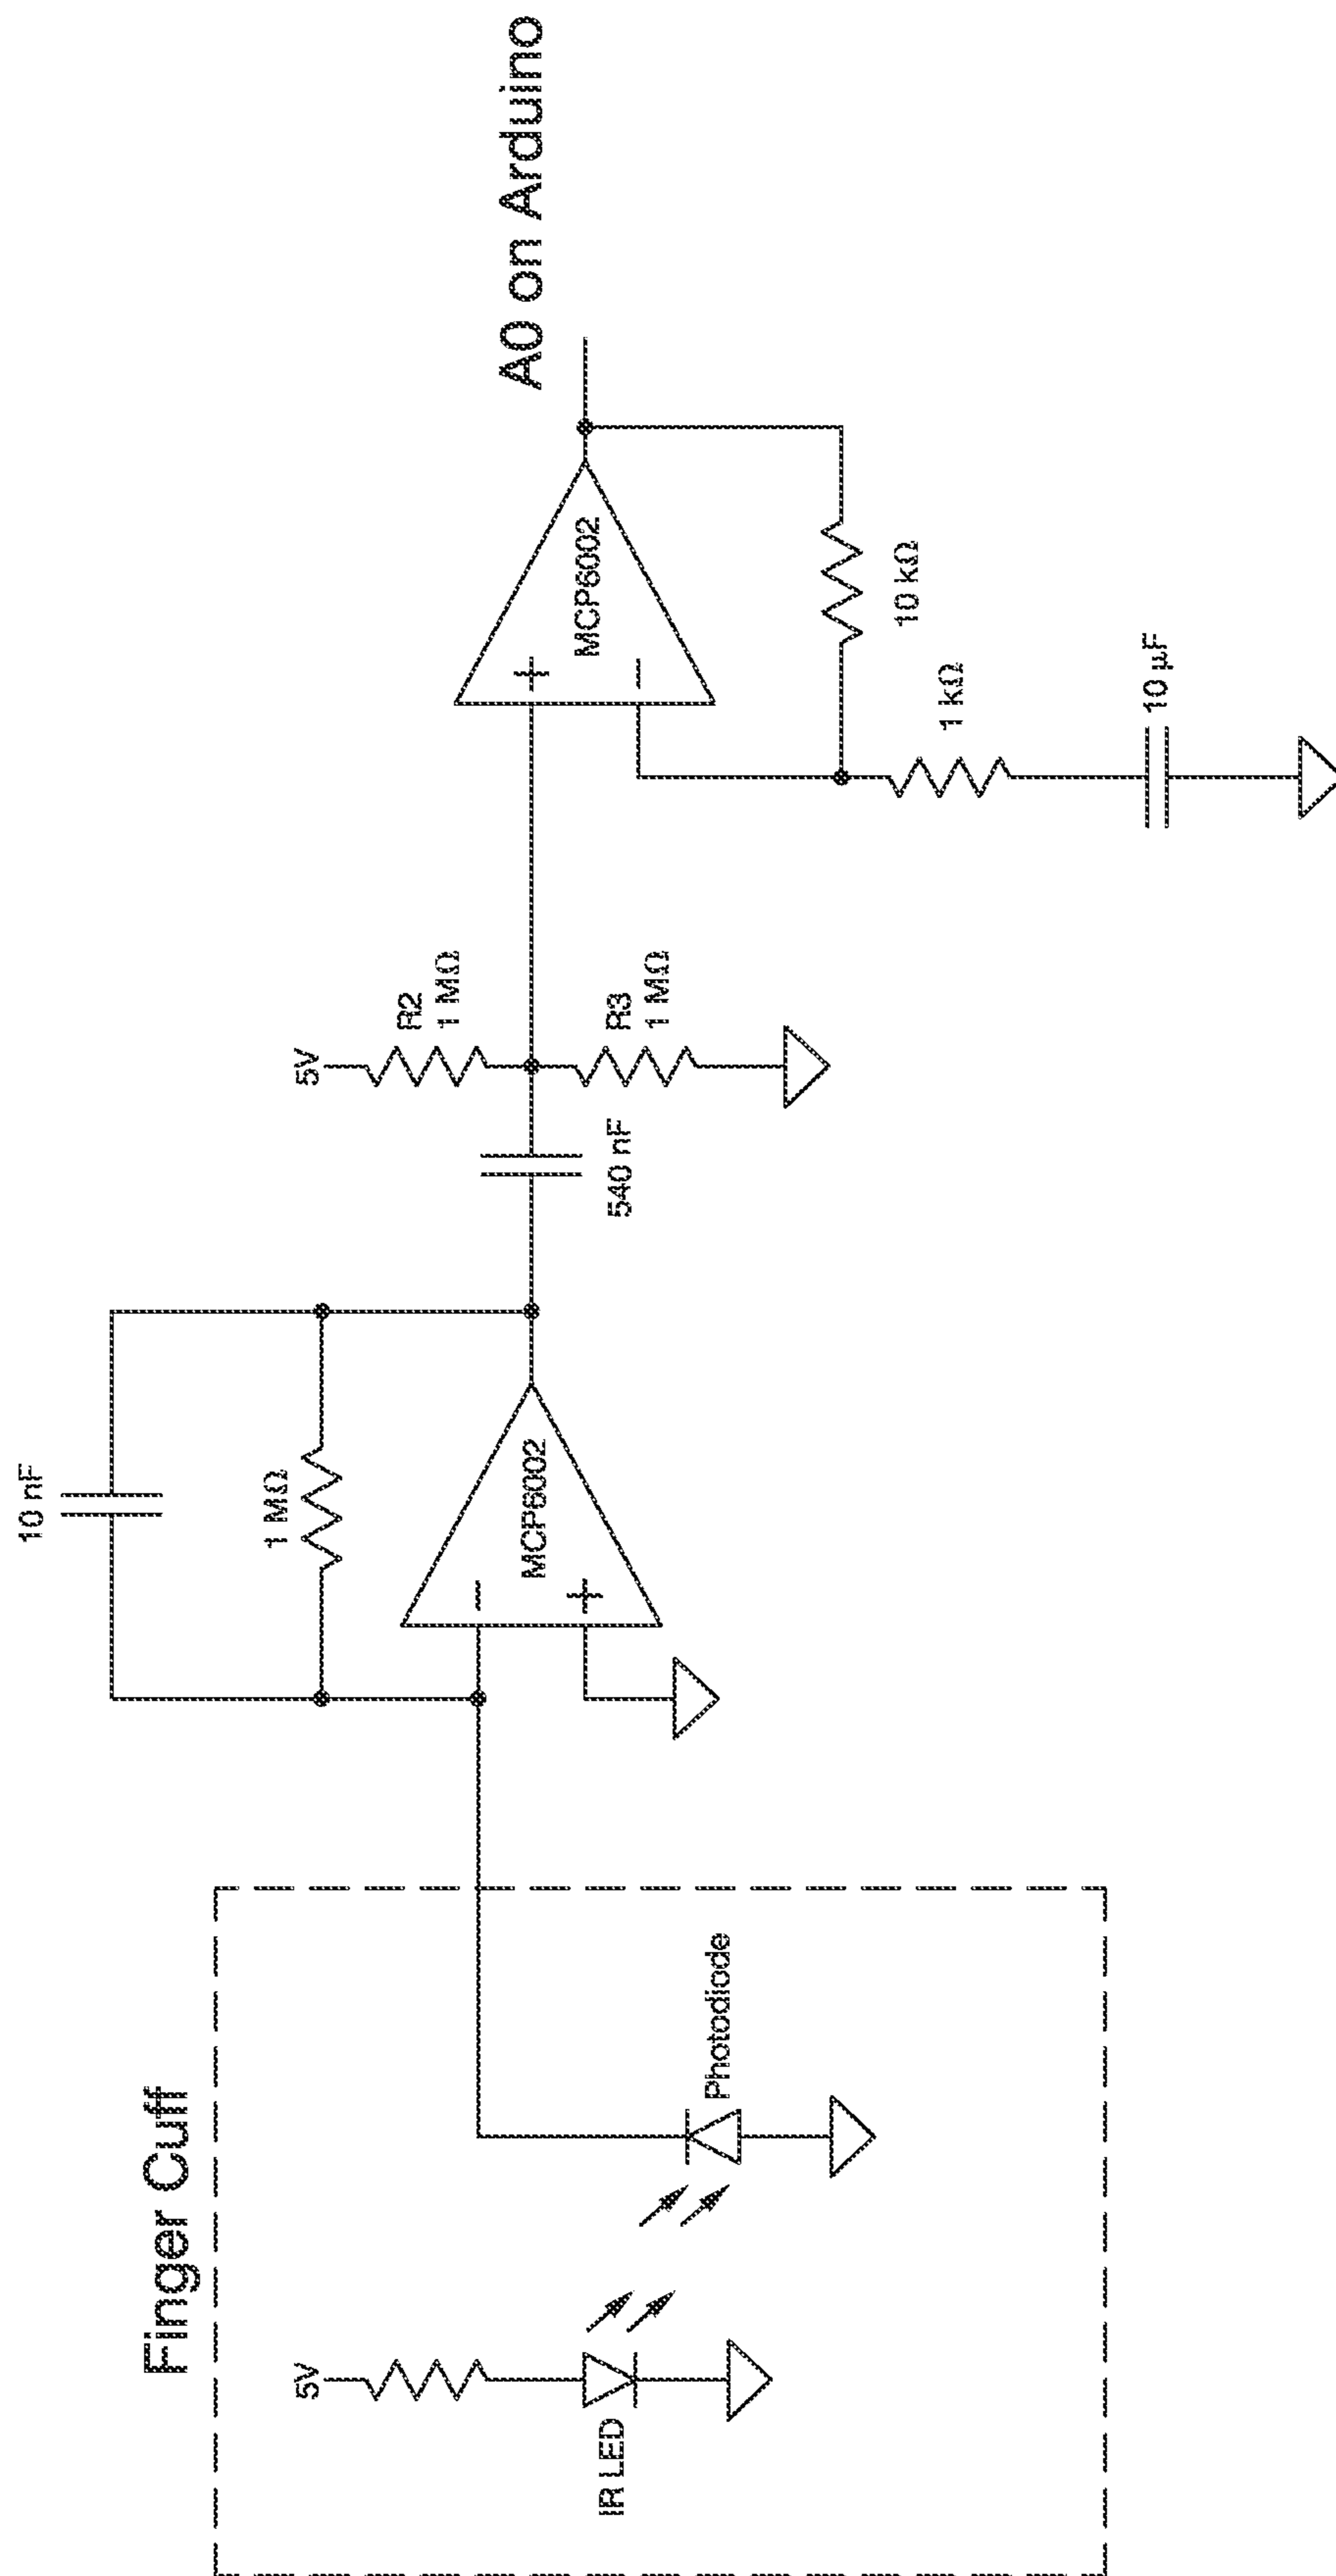 Finger Cuff
5V
IR LED
Photodiode
10 nF
1 MΩ
MCP6002
540 nF
5V
R2
1 MΩ
R3
1 MΩ
MCP6002
10 kΩ
1 kΩ
10 µF
A0 on Arduino